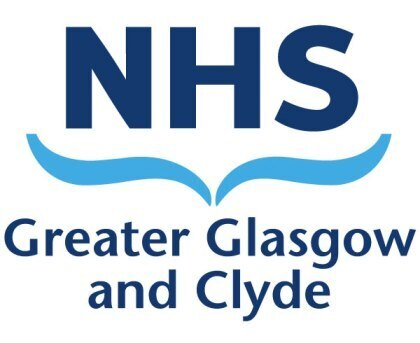 NHS
Greater Glasgow
and Clyde